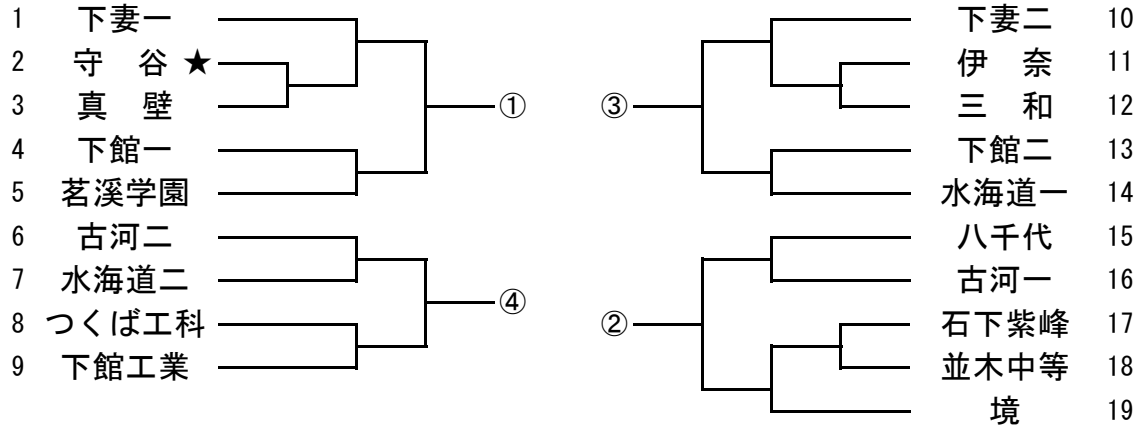 1 下妻一
2 守 谷 ★
3 真 壁
①
4 下館一
5 茗溪学園
6 古河二
7 水海道二
④
8 つくば工科
9 下館工業
下妻二 10
伊 奈 11
三 和 12
③
下館二 13
水海道一 14
八千代 15
古河一 16
②
石下紫峰 17
並木中等 18
境 19